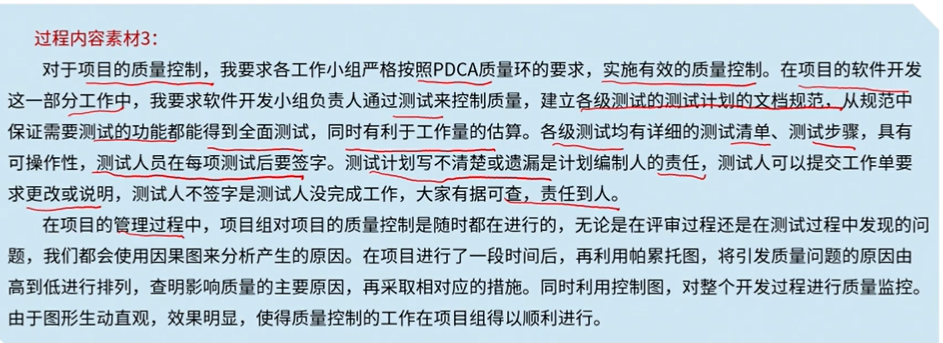 过程内容素材3：
对于项目的质量控制，我要求各工作小组严格按照PDCA质量环的要求，实施有效的质量控制。在项目的软件开发
这一部分工作中，我要求软件开发小组负责人通过测试来控制质量，建立各级测试的测试计划的文档规范，从规范中
保证需要测试的功能都能得到全面测试，同时有利于工作量的估算。各级测试均有详细的测试清单、测试步骤，具有
可操作性，测试人员在每项测试后要签字。测试计划写不清楚或遗漏是计划编制人的责任，测试人可以提交工作单要
求更改或说明，测试人不签字是测试人没完成工作，大家有据可查，责任到人。
在项目的管理过程中，项目组对项目的质量控制是随时都在进行的，无论是在评审过程还是在测试过程中发现的问
题，我们都会使用因果图来分析产生的原因。在项目进行了一段时间后，再利用帕累托图，将引发质量问题的原因由
高到低进行排列，查明影响质量的主要原因，再采取相对应的措施。同时利用控制图，对整个开发过程进行质量监控。
由于图形生动直观，效果明显，使得质量控制的工作在项目组得以顺利进行。